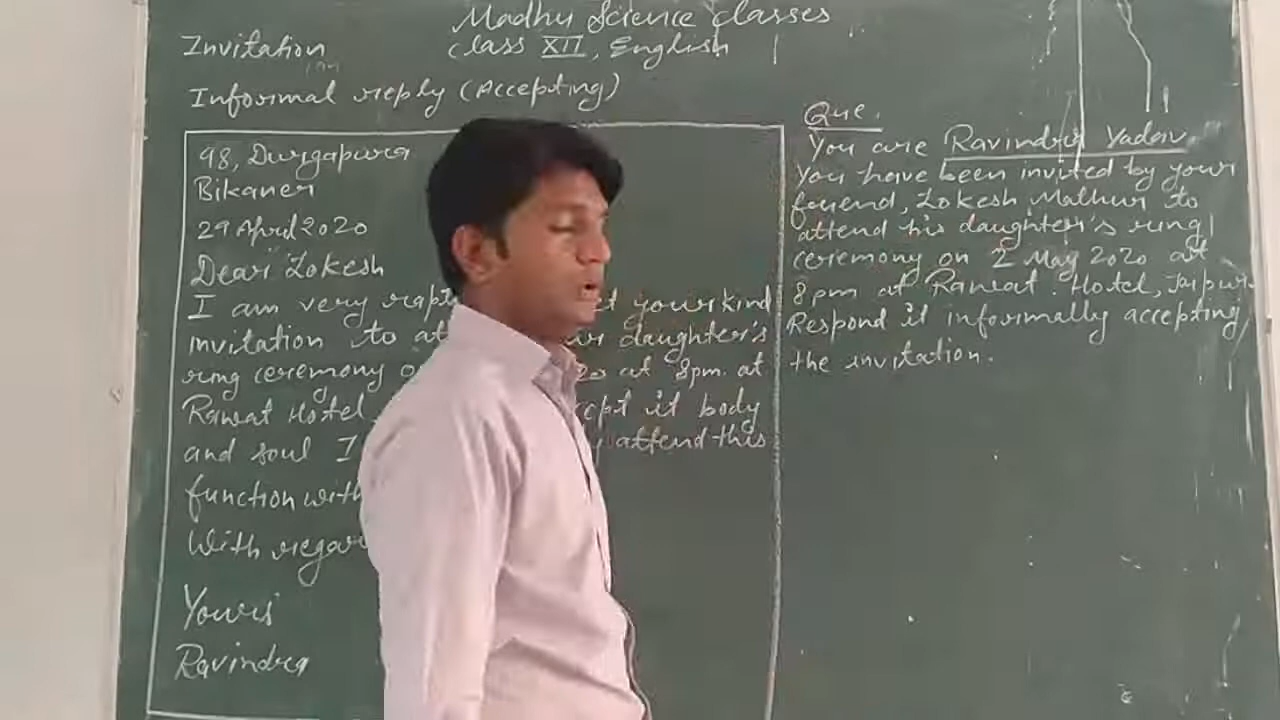 Madhu Science Classes
Class XII, English
Invitation
Informal reply (Accepting)
98, Durgapura
Bikaner
29 April 2020
Dear Lokesh
I am very your kind
invitation to daughter's
ring ceremony at 8pm at
Rawat Hotel it body
and soul I attend this
function with
With
Yours
Ravindra
Que.
You are Ravindra Yadav
You have been invited by your
friend, Lokesh Mathur to
attend his daughter's ring
ceremony on 2 May 2020 at
8pm at Rawat Hotel, Jaipur.
Respond it informally accepting
the invitation.